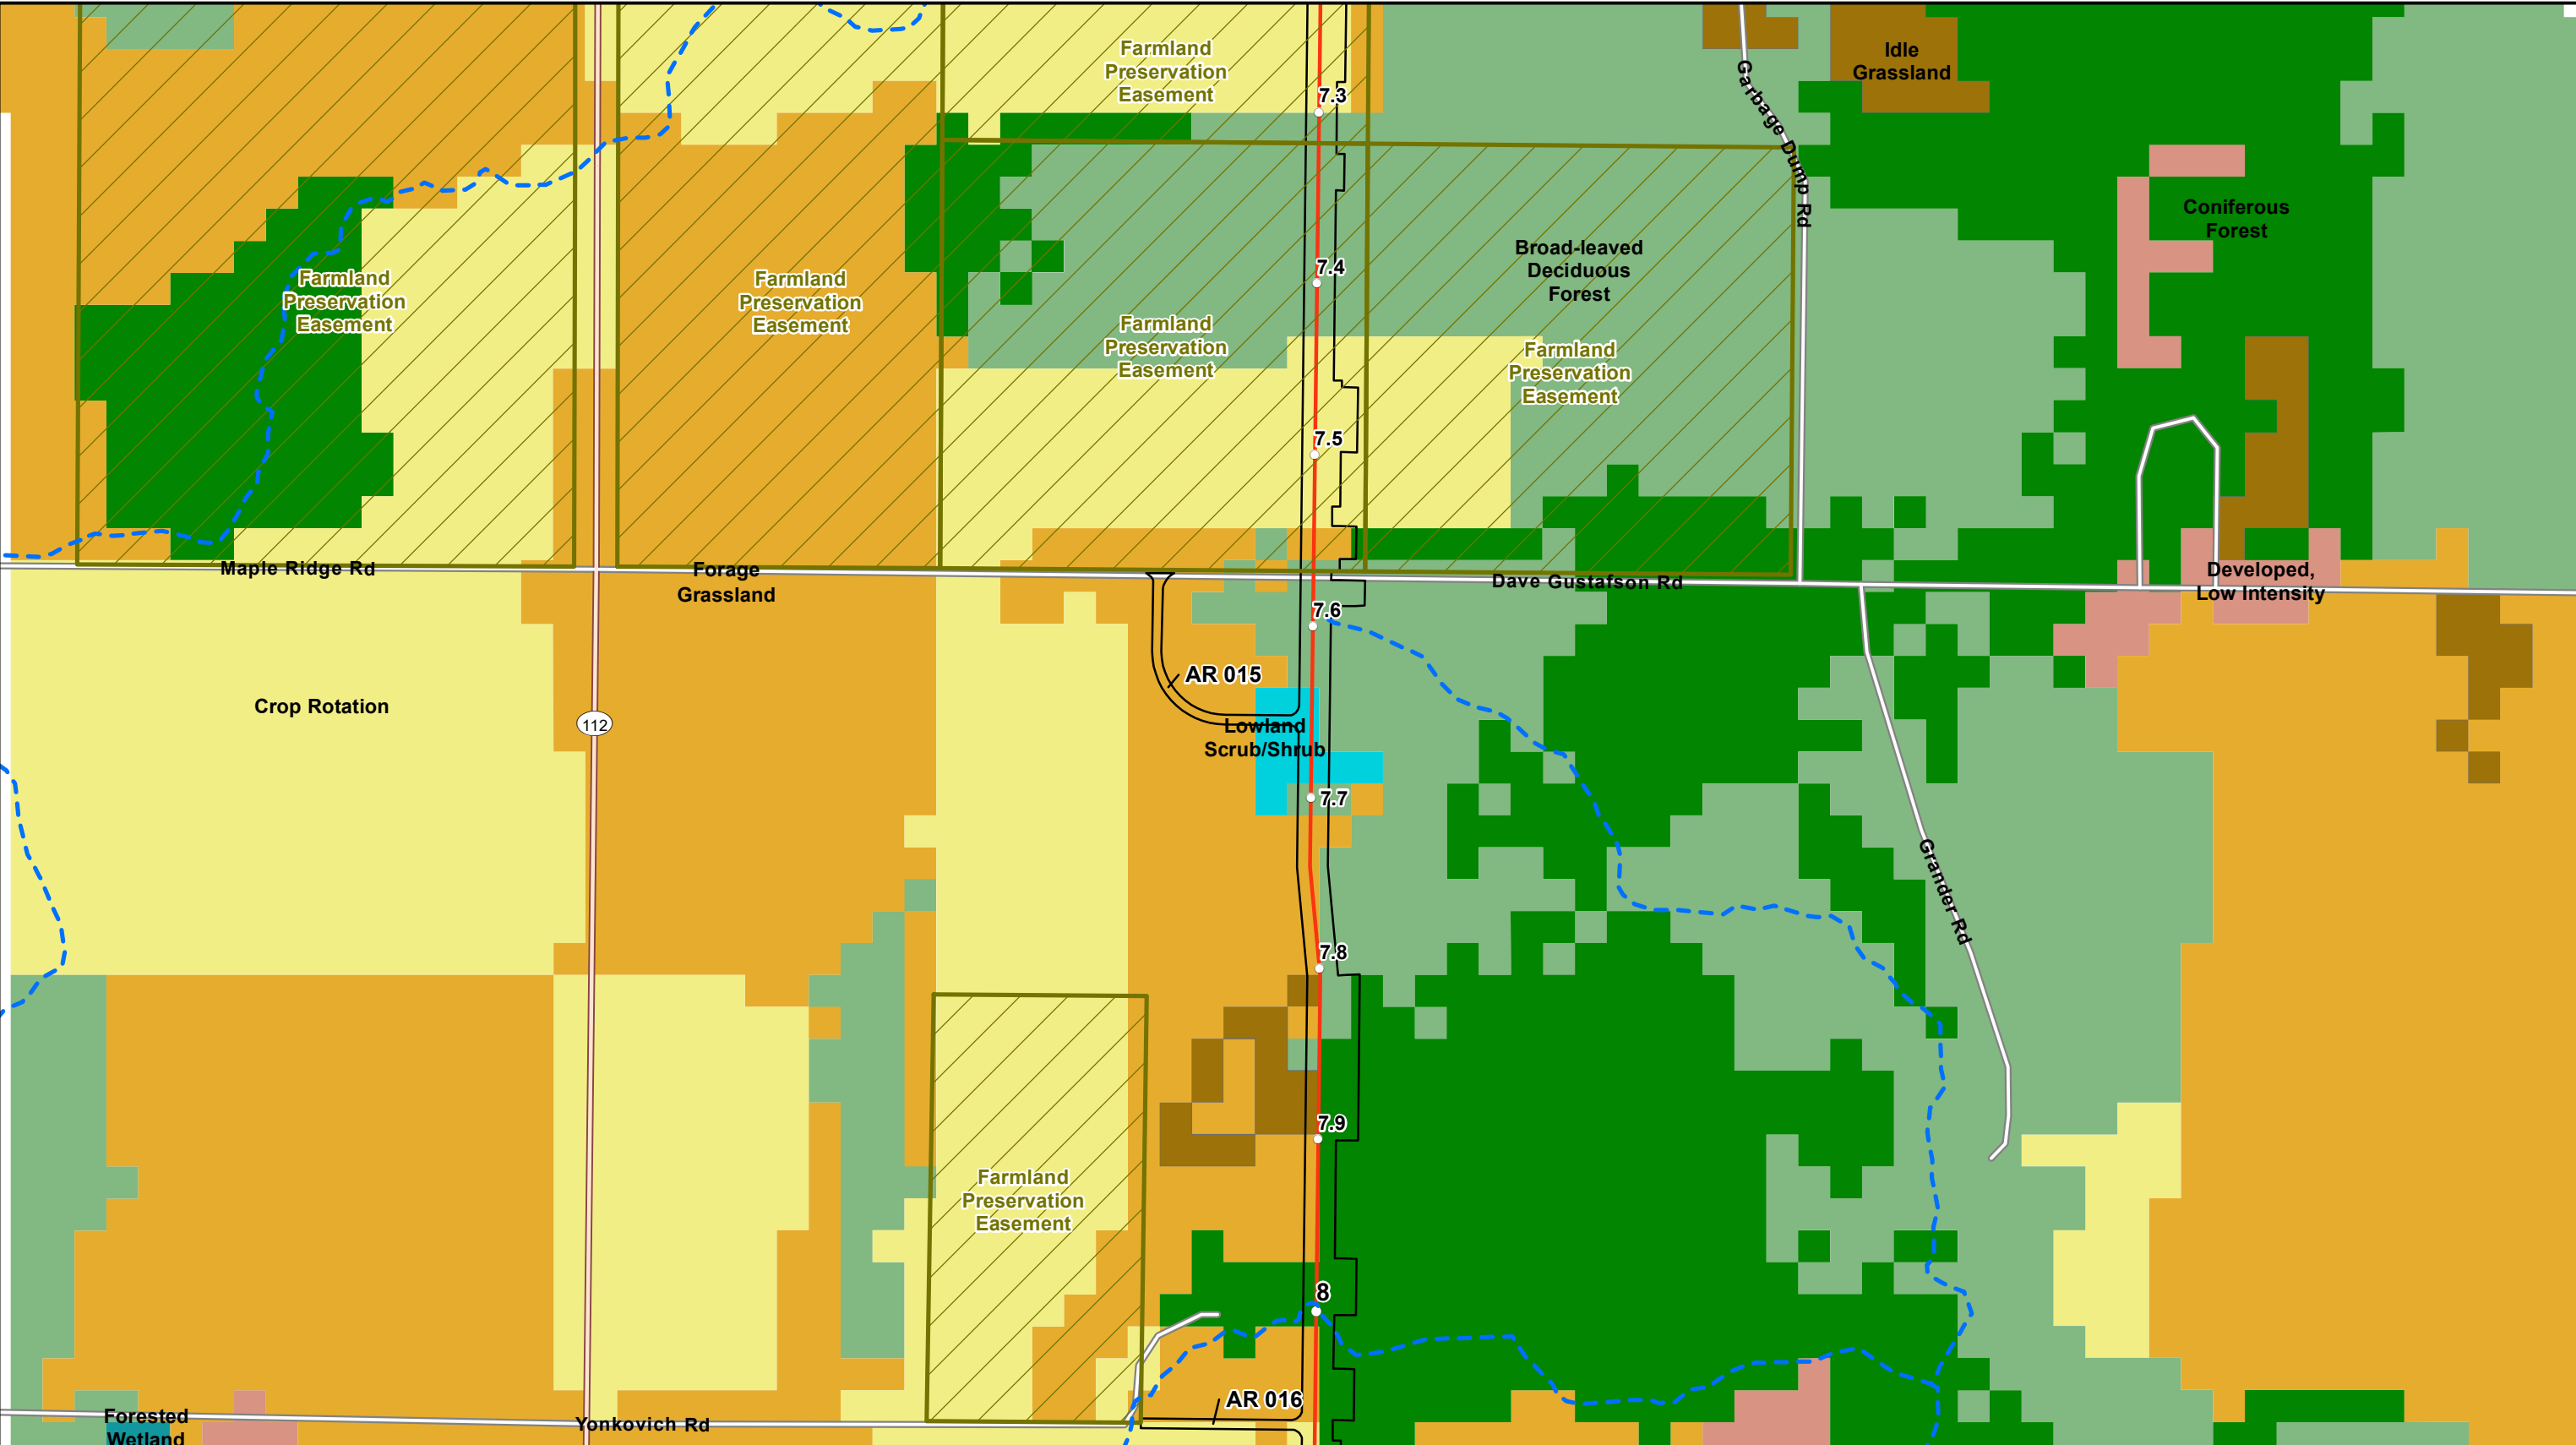 Farmland
Preservation
Easement
Idle
Grassland
7.3
Garbage Dump Rd
Coniferous
Forest
Broad-leaved
Deciduous
Forest
7.4
Farmland
Preservation
Easement
Farmland
Preservation
Easement
Farmland
Preservation
Easement
Farmland
Preservation
Easement
7.5
Maple Ridge Rd
Forage
Grassland
Dave Gustafson Rd
Developed,
Low Intensity
7.6
AR 015
Crop Rotation
112
Lowland
Scrub/Shrub
7.7
Grander Rd
7.8
7.9
Farmland
Preservation
Easement
8
AR 016
Forested
Wetland
Yonkovich Rd